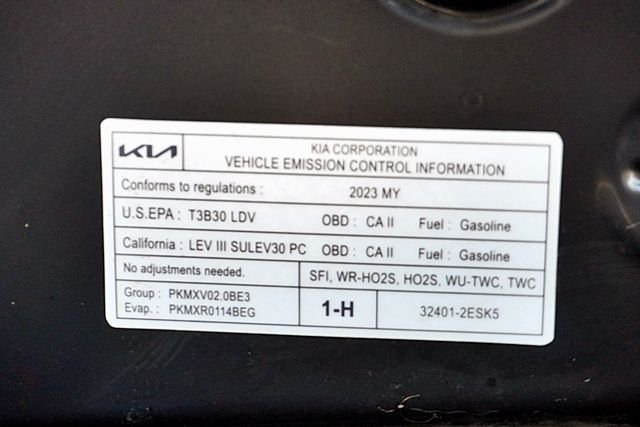 KIA
KIA CORPORATION
VEHICLE EMISSION CONTROL INFORMATION
Conforms to regulations : 2023 MY
U.S.EPA : T3B30 LDV OBD : CA II Fuel : Gasoline
California : LEV III SULEV30 PC OBD : CA II Fuel : Gasoline
No adjustments needed. SFI, WR-HO2S, HO2S, WU-TWC, TWC
Group : PKMXV02.0BE3
Evap. : PKMXR0114BEG
1-H
32401-2ESK5